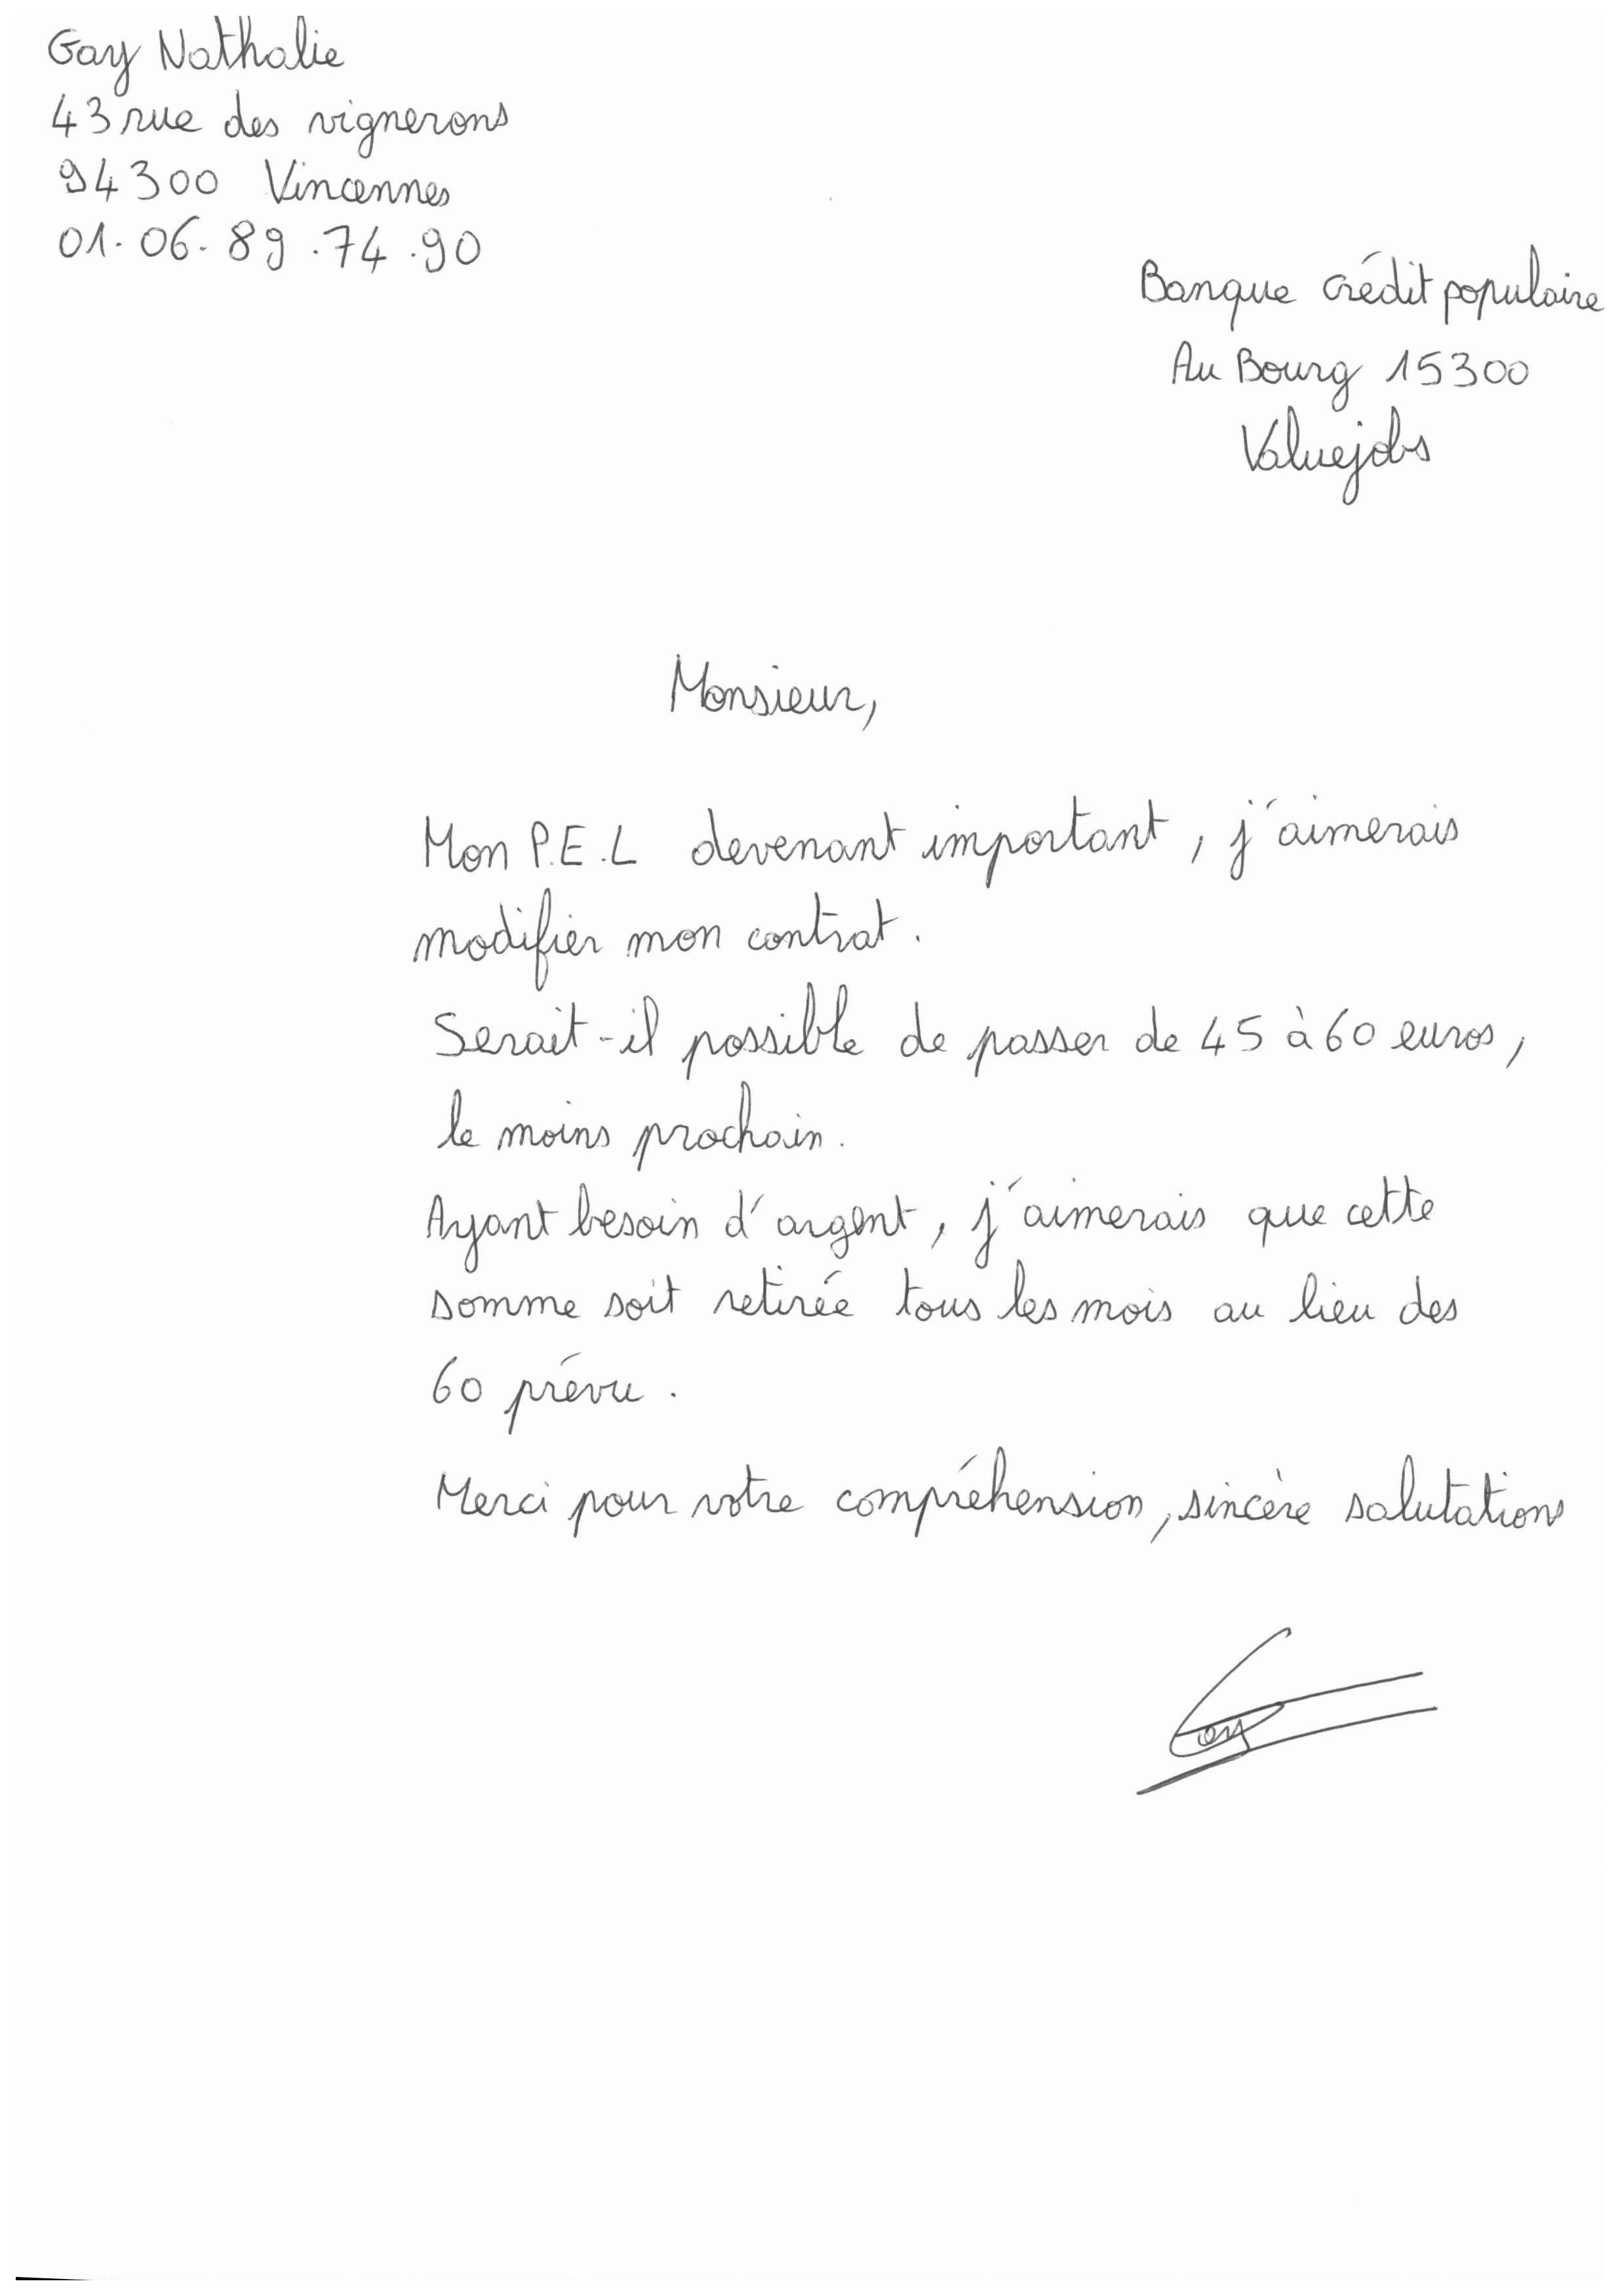 Gay Nathalie
43 rue des vignerons
94300 Vincennes
01.06.89.74.90
Banque crédit populaire
Au Bourg 15300
Valuejobs
Monsieur,
Mon P.E.L devenant important, j'aimerais
modifier mon contrat.
Serait-il possible de passer de 45 à 60 euros,
le moins prochain.
Ayant besoin d'argent, j'aimerais que cette
somme soit retirée tous les mois au lieu des
60 prévu.
Merci pour votre compréhension, sincère salutations
Gay